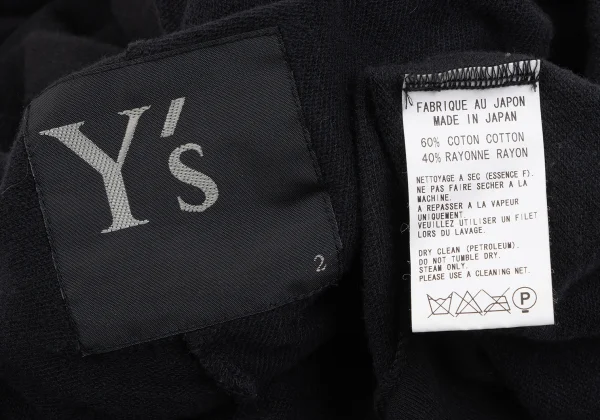 Y's
2
FABRIQUE AU JAPON
MADE IN JAPAN
60% COTON COTTON
40% RAYONNE RAYON
NETTOYAGE A SEC (ESSENCE F).
NE PAS FAIRE SECHER A LA
MACHINE.
A REPASSER A LA VAPEUR
UNIQUEMENT.
VEUILLEZ UTILISER UN FILET
LORS DU LAVAGE.
DRY CLEAN (PETROLEUM).
DO NOT TUMBLE DRY.
STEAM ONLY.
PLEASE USE A CLEANING NET.
P